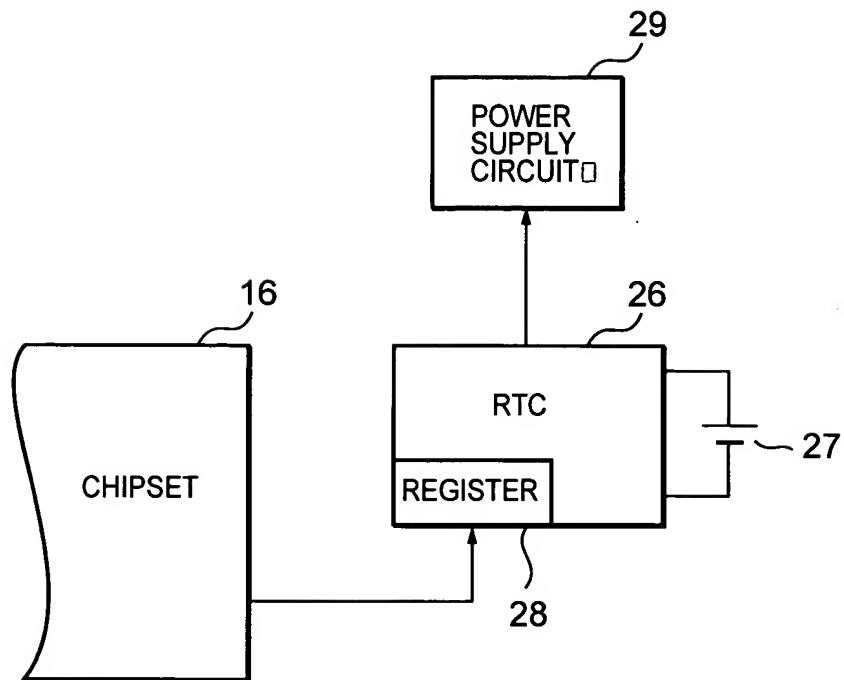 29
POWER
SUPPLY
CIRCUIT□
16
26
RTC
27
CHIPSET
REGISTER
28